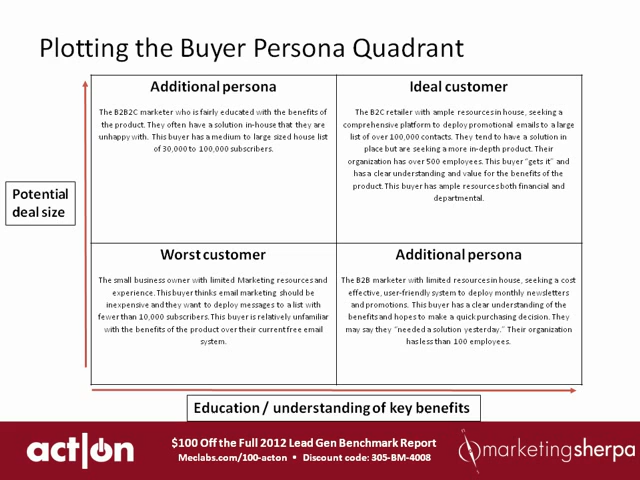 Plotting the Buyer Persona Quadrant
Additional persona
The B2B2C marketer who is fairly educated with the benefits of
the product. They often have a solution in-house that they are
unhappy with. This buyer has a medium to large sized house list
of 30,000 to 100,000 subscribers.
Ideal customer
The B2C retailer with ample resources in house, seeking a
comprehensive platform to deploy promotional emails to a large
list of over 100,000 contacts. They tend to have a solution in
place but are seeking a more in-depth product. Their
organization has over 500 employees. This buyer "gets it" and
has a clear understanding and value for the benefits of the
product. This buyer has ample resources both financial and
departmental.
Potential
deal size
Worst customer
The small business owner with limited Marketing resources and
experience. This buyer thinks email marketing should be
inexpensive and they want to deploy messages to a list with
fewer than 10,000 subscribers. This buyer is relatively unfamiliar
with the benefits of the product over their current free email
system.
Additional persona
The B2B marketer with limited resources in house, seeking a cost
effective, user-friendly system to deploy monthly newsletters
and promotions. This buyer has a clear understanding of the
benefits and hopes to make a quick purchasing decision. They
may say they "needed a solution yesterday." Their organization
has less than 100 employees.
Education / understanding of key benefits
act|on
$100 Off the Full 2012 Lead Gen Benchmark Report
Meclabs.com/100-acton • Discount code: 305-BM-4008
marketingsherpa